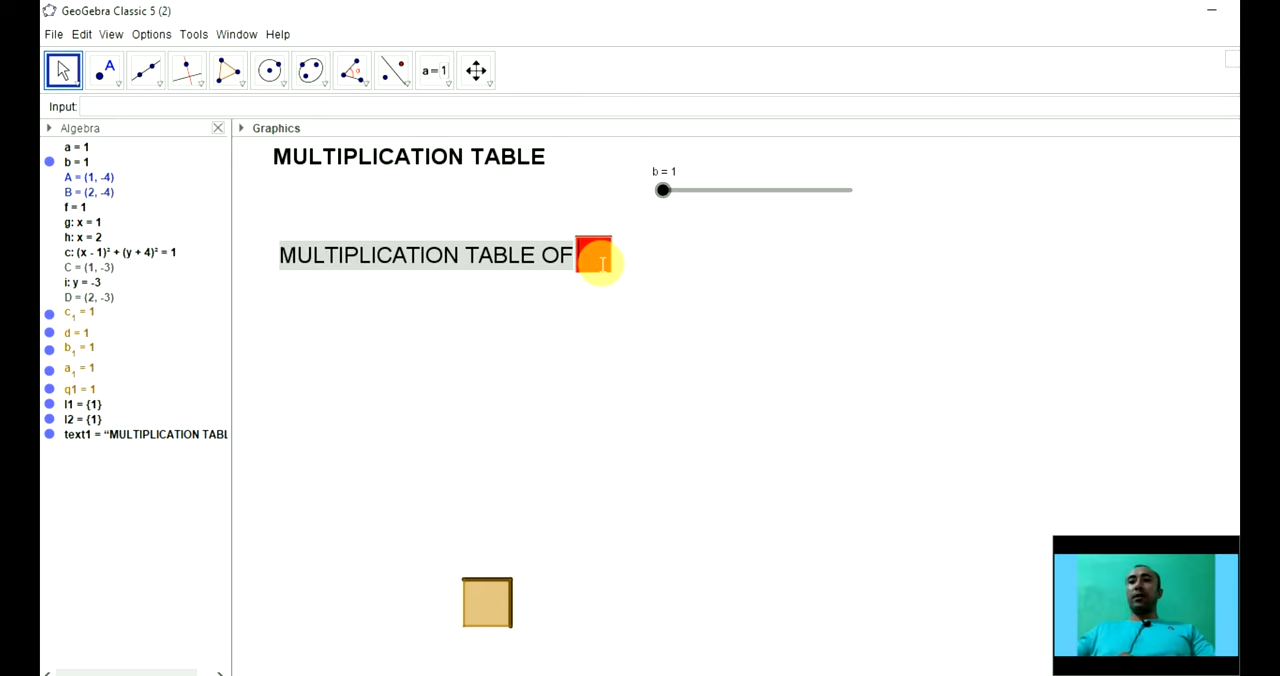 GeoGebra Classic 5 (2)
File Edit View Options Tools Window Help
A
a = 1
Input:
Algebra
Graphics
a = 1
b = 1
A = (1, -4)
B = (2, -4)
f = 1
g: x = 1
h: x = 2
c: (x - 1)² + (y + 4)² = 1
C = (1, -3)
i: y = -3
D = (2, -3)
c₁ = 1
d = 1
b₁ = 1
a₁ = 1
q1 = 1
l1 = {1}
l2 = {1}
text1 = “MULTIPLICATION TABL
MULTIPLICATION TABLE
b = 1
MULTIPLICATION TABLE OF